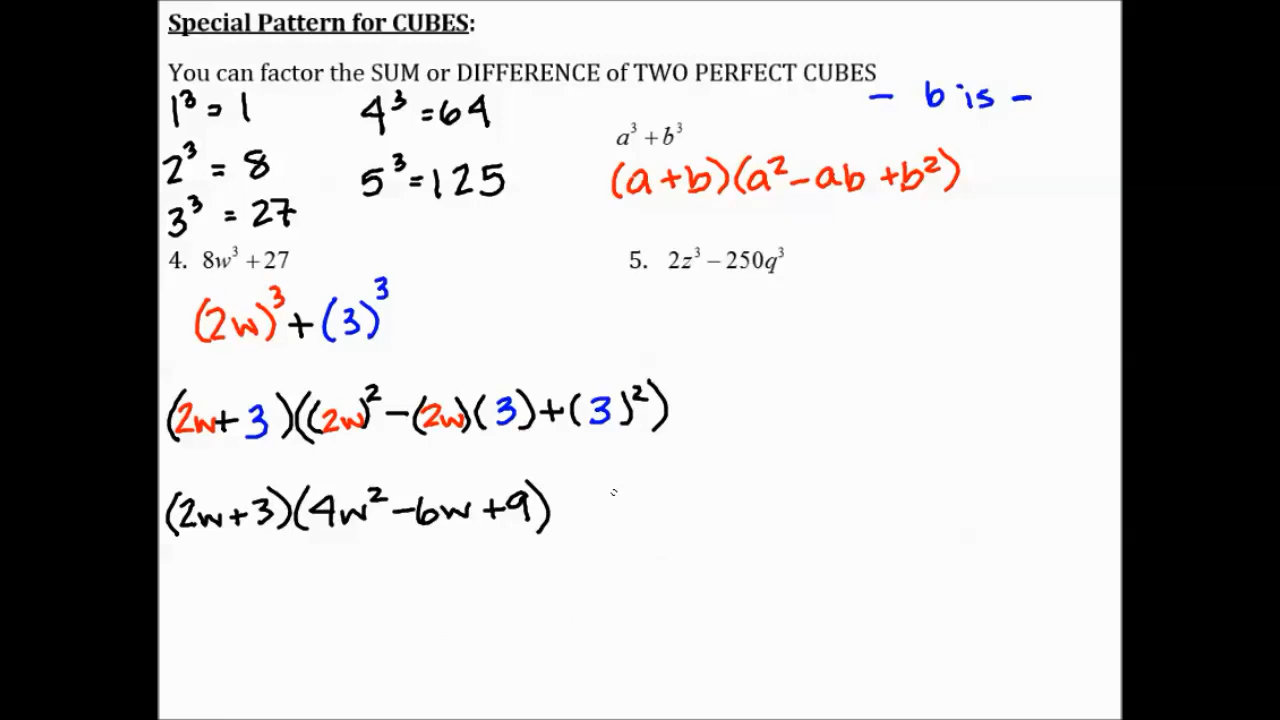 Special Pattern for CUBES:
You can factor the SUM or DIFFERENCE of TWO PERFECT CUBES
1³ = 1
4³ = 64
- b is -
a³ + b³
2³ = 8
5³ = 125
(a + b)(a² - ab + b²)
3³ = 27
4. 8w³ + 27
5. 2z³ − 250q³
(2w)³ + (3)³
(2w + 3)((2w)² - (2w)(3) + (3)²)
(2w + 3)(4w² - 6w + 9)